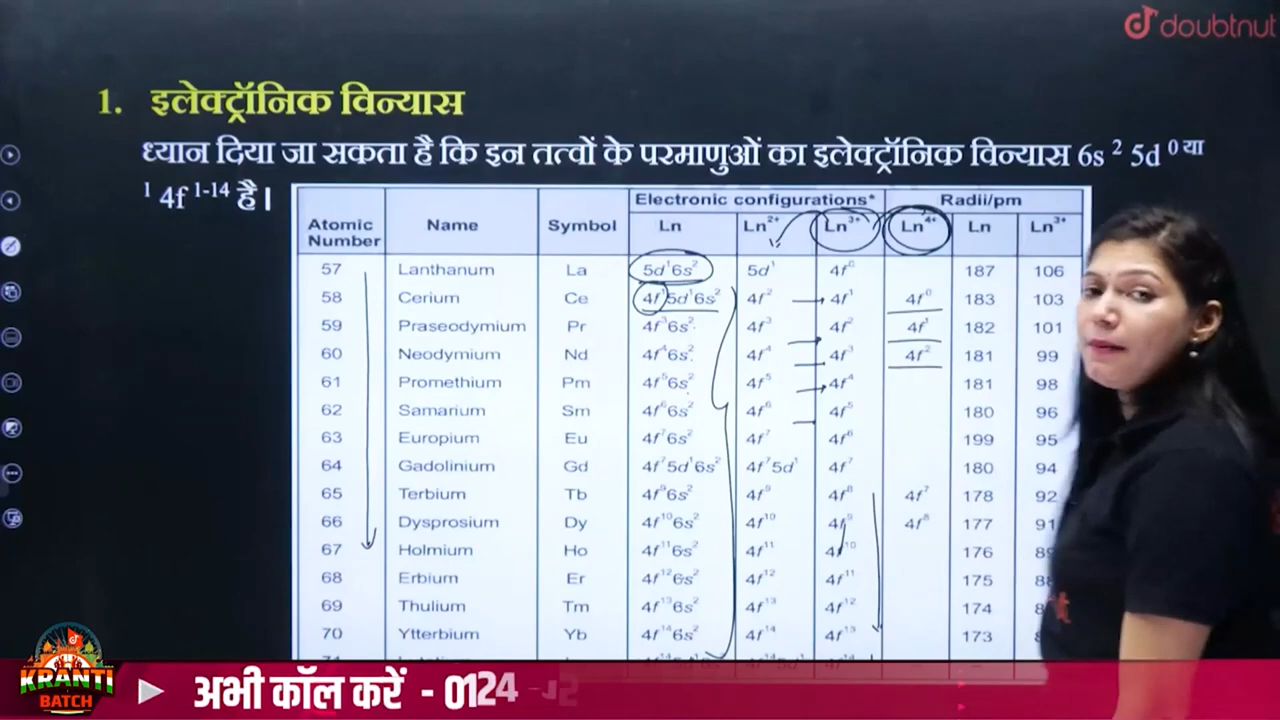 doubtnut
1. इलेक्ट्रॉनिक विन्यास
ध्यान दिया जा सकता है कि इन तत्वों के परमाणुओं का इलेक्ट्रॉनिक विन्यास 6s ² 5d ⁰ या
¹ 4f ¹⁻¹⁴ है।
Electronic configurations* Radii/pm
Atomic Number Name Symbol Ln Ln²⁺ Ln³⁺ Ln⁴⁺ Ln Ln³⁺
57 Lanthanum La 5d¹6s² 5d¹ 4f⁰ 187 106
58 Cerium Ce 4f¹5d¹6s² 4f² 4f¹ 4f⁰ 183 103
59 Praseodymium Pr 4f³6s² 4f³ 4f² 4f¹ 182 101
60 Neodymium Nd 4f⁴6s² 4f⁴ 4f³ 4f² 181 99
61 Promethium Pm 4f⁵6s² 4f⁵ 4f⁴ 181 98
62 Samarium Sm 4f⁶6s² 4f⁶ 4f⁵ 180 96
63 Europium Eu 4f⁷6s² 4f⁷ 4f⁶ 199 95
64 Gadolinium Gd 4f⁷5d¹6s² 4f⁷5d¹ 4f⁷ 180 94
65 Terbium Tb 4f⁹6s² 4f⁹ 4f⁸ 4f⁷ 178 92
66 Dysprosium Dy 4f¹⁰6s² 4f¹⁰ 4f⁹ 4f⁸ 177 91
67 Holmium Ho 4f¹¹6s² 4f¹¹ 4f¹⁰ 176 89
68 Erbium Er 4f¹²6s² 4f¹² 4f¹¹ 175 88
69 Thulium Tm 4f¹³6s² 4f¹³ 4f¹² 174 8
70 Ytterbium Yb 4f¹⁴6s² 4f¹⁴ 4f¹³ 173
KRANTI
BATCH
अभी कॉल करें - 0124